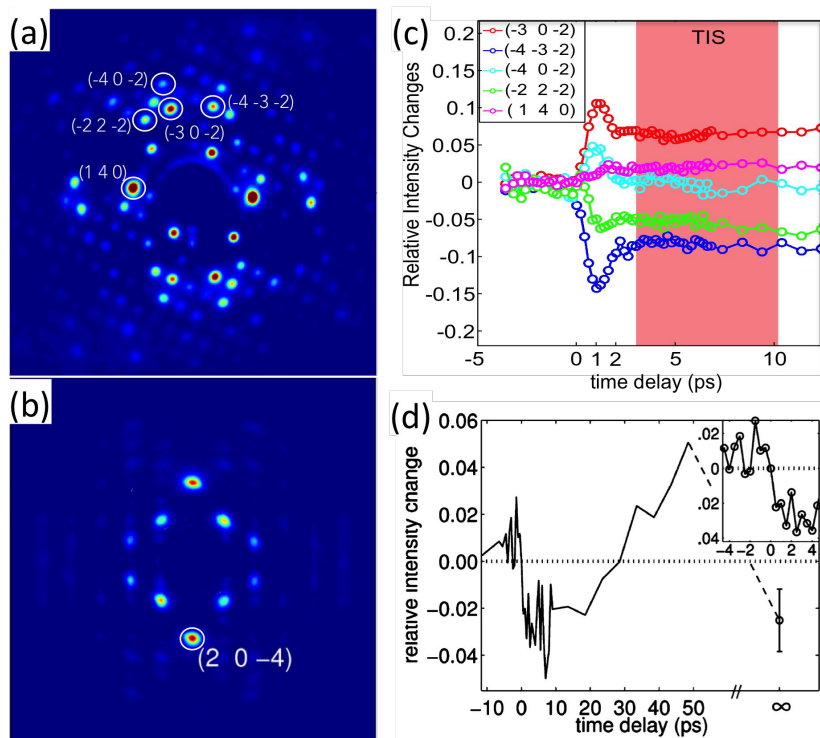 (a)
(-4 0 -2)
(-4 -3 -2)
(-2 2 -2)
(-3 0 -2)
(1 4 0)
(b)
(2 0 -4)
(c)
(-3 0 -2)
(-4 -3 -2)
(-4 0 -2)
(-2 2 -2)
( 1 4 0)
TIS
Relative Intensity Changes
0.2
0.15
0.1
0.05
0
-0.05
-0.1
-0.15
-0.2
-5 0 1 2 5 10
time delay (ps)
(d)
relative intensity change
0.06
0.04
0.02
0.00
-0.02
-0.04
-10 0 10 20 30 40 50 // ∞
time delay (ps)
.02
0
.02
.04
-4 -2 0 2 4